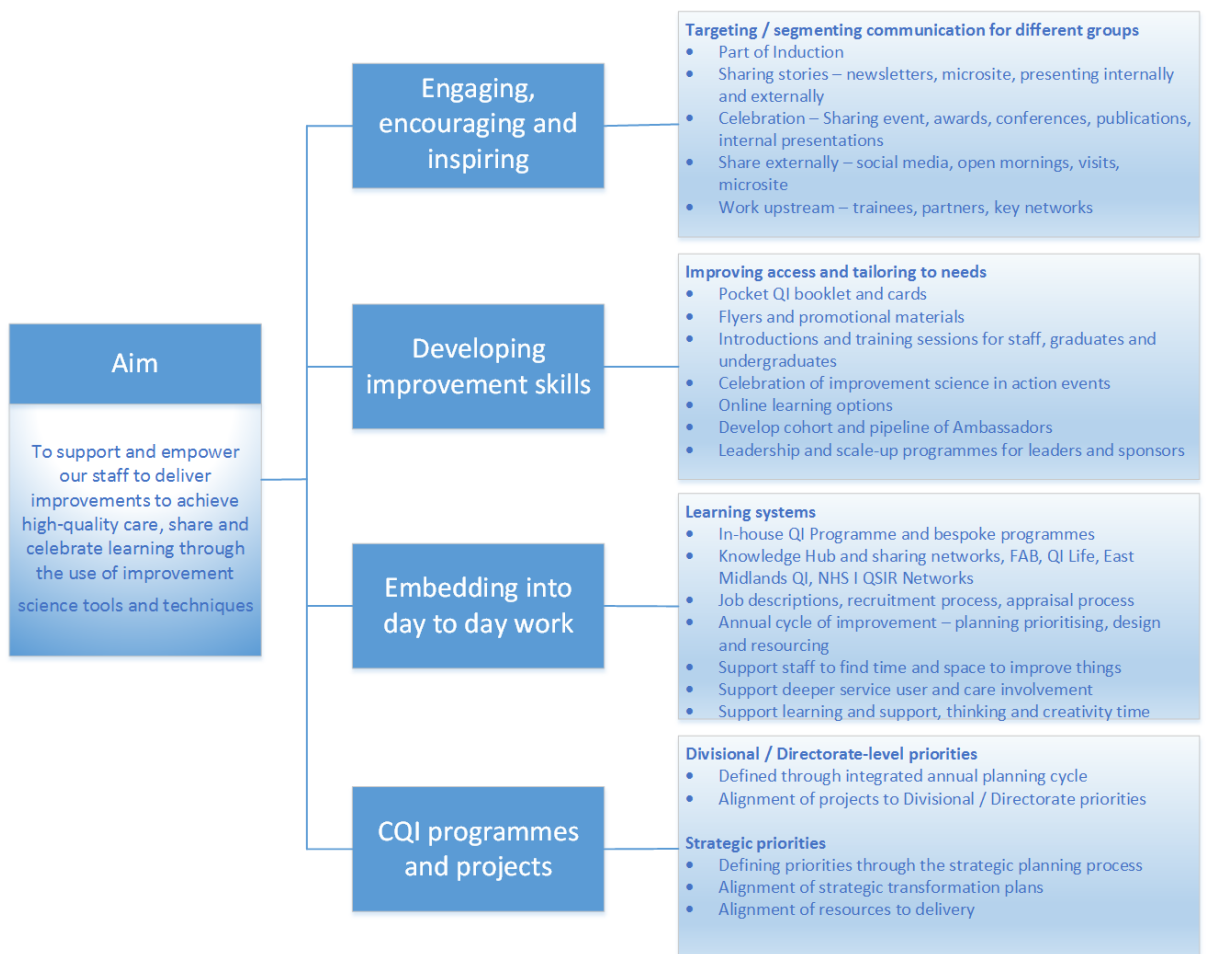 Aim
To support and empower
our staff to deliver
improvements to achieve
high-quality care, share and
celebrate learning through
the use of improvement
science tools and techniques
Engaging,
encouraging and
inspiring
Targeting / segmenting communication for different groups
• Part of Induction
• Sharing stories – newsletters, microsite, presenting internally
and externally
• Celebration – Sharing event, awards, conferences, publications,
internal presentations
• Share externally – social media, open mornings, visits,
microsite
• Work upstream – trainees, partners, key networks
Developing
improvement skills
Improving access and tailoring to needs
• Pocket QI booklet and cards
• Flyers and promotional materials
• Introductions and training sessions for staff, graduates and
undergraduates
• Celebration of improvement science in action events
• Online learning options
• Develop cohort and pipeline of Ambassadors
• Leadership and scale-up programmes for leaders and sponsors
Embedding into
day to day work
Learning systems
• In-house QI Programme and bespoke programmes
• Knowledge Hub and sharing networks, FAB, QI Life, East
Midlands QI, NHS I QSIR Networks
• Job descriptions, recruitment process, appraisal process
• Annual cycle of improvement – planning prioritising, design
and resourcing
• Support staff to find time and space to improve things
• Support deeper service user and care involvement
• Support learning and support, thinking and creativity time
CQI programmes
and projects
Divisional / Directorate-level priorities
• Defined through integrated annual planning cycle
• Alignment of projects to Divisional / Directorate priorities
Strategic priorities
• Defining priorities through the strategic planning process
• Alignment of strategic transformation plans
• Alignment of resources to delivery